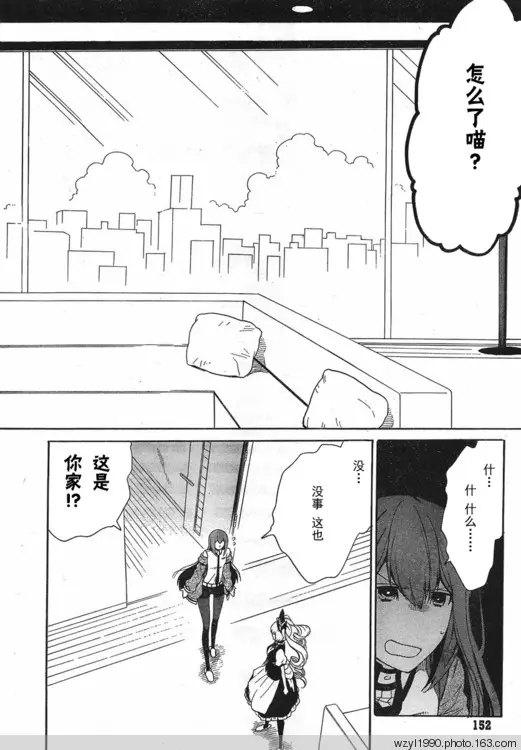 怎么了喵?
什…
什 什么……
没…
没事 这也
这是
你家!?
152
wzyl1990.photo.163.com